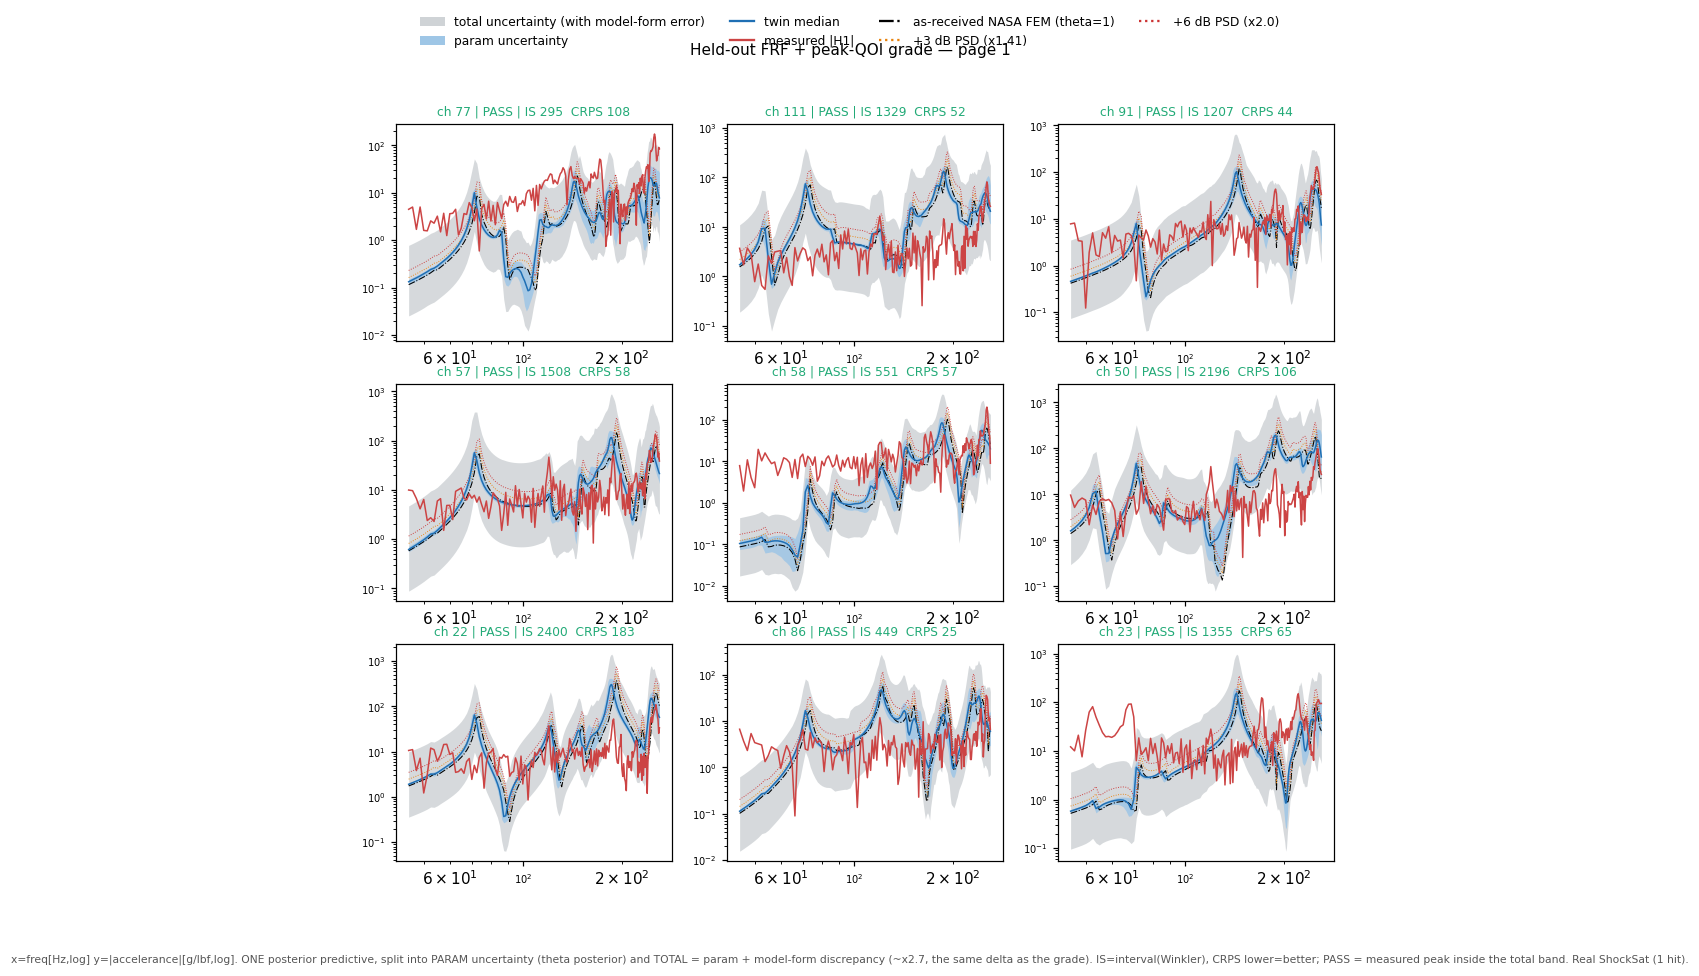 total uncertainty (with model-form error)
param uncertainty
twin median
measured |H1|
as-received NASA FEM (theta=1)
+3 dB PSD (x1.41)
+6 dB PSD (x2.0)
Held-out FRF + peak-QOI grade — page 1
ch 77 | PASS | IS 295  CRPS 108
10²
10¹
10⁰
10⁻¹
10⁻²
6 × 10¹
10²
2 × 10²
ch 111 | PASS | IS 1329  CRPS 52
10³
10²
10¹
10⁰
10⁻¹
6 × 10¹
10²
2 × 10²
ch 91 | PASS | IS 1207  CRPS 44
10³
10²
10¹
10⁰
10⁻¹
6 × 10¹
10²
2 × 10²
ch 57 | PASS | IS 1508  CRPS 58
10³
10²
10¹
10⁰
10⁻¹
6 × 10¹
10²
2 × 10²
ch 58 | PASS | IS 551  CRPS 57
10²
10¹
10⁰
10⁻¹
10⁻²
6 × 10¹
10²
2 × 10²
ch 50 | PASS | IS 2196  CRPS 106
10³
10²
10¹
10⁰
10⁻¹
6 × 10¹
10²
2 × 10²
ch 22 | PASS | IS 2400  CRPS 183
10³
10²
10¹
10⁰
10⁻¹
6 × 10¹
10²
2 × 10²
ch 86 | PASS | IS 449  CRPS 25
10²
10¹
10⁰
10⁻¹
10⁻²
6 × 10¹
10²
2 × 10²
ch 23 | PASS | IS 1355  CRPS 65
10³
10²
10¹
10⁰
10⁻¹
6 × 10¹
10²
2 × 10²
x=freq[Hz,log] y=|accelerance|[g/lbf,log]. ONE posterior predictive, split into PARAM uncertainty (theta posterior) and TOTAL = param + model-form discrepancy (~x2.7, the same delta as the grade). IS=interval(Winkler), CRPS lower=better; PASS = measured peak inside the total band. Real ShockSat (1 hit).